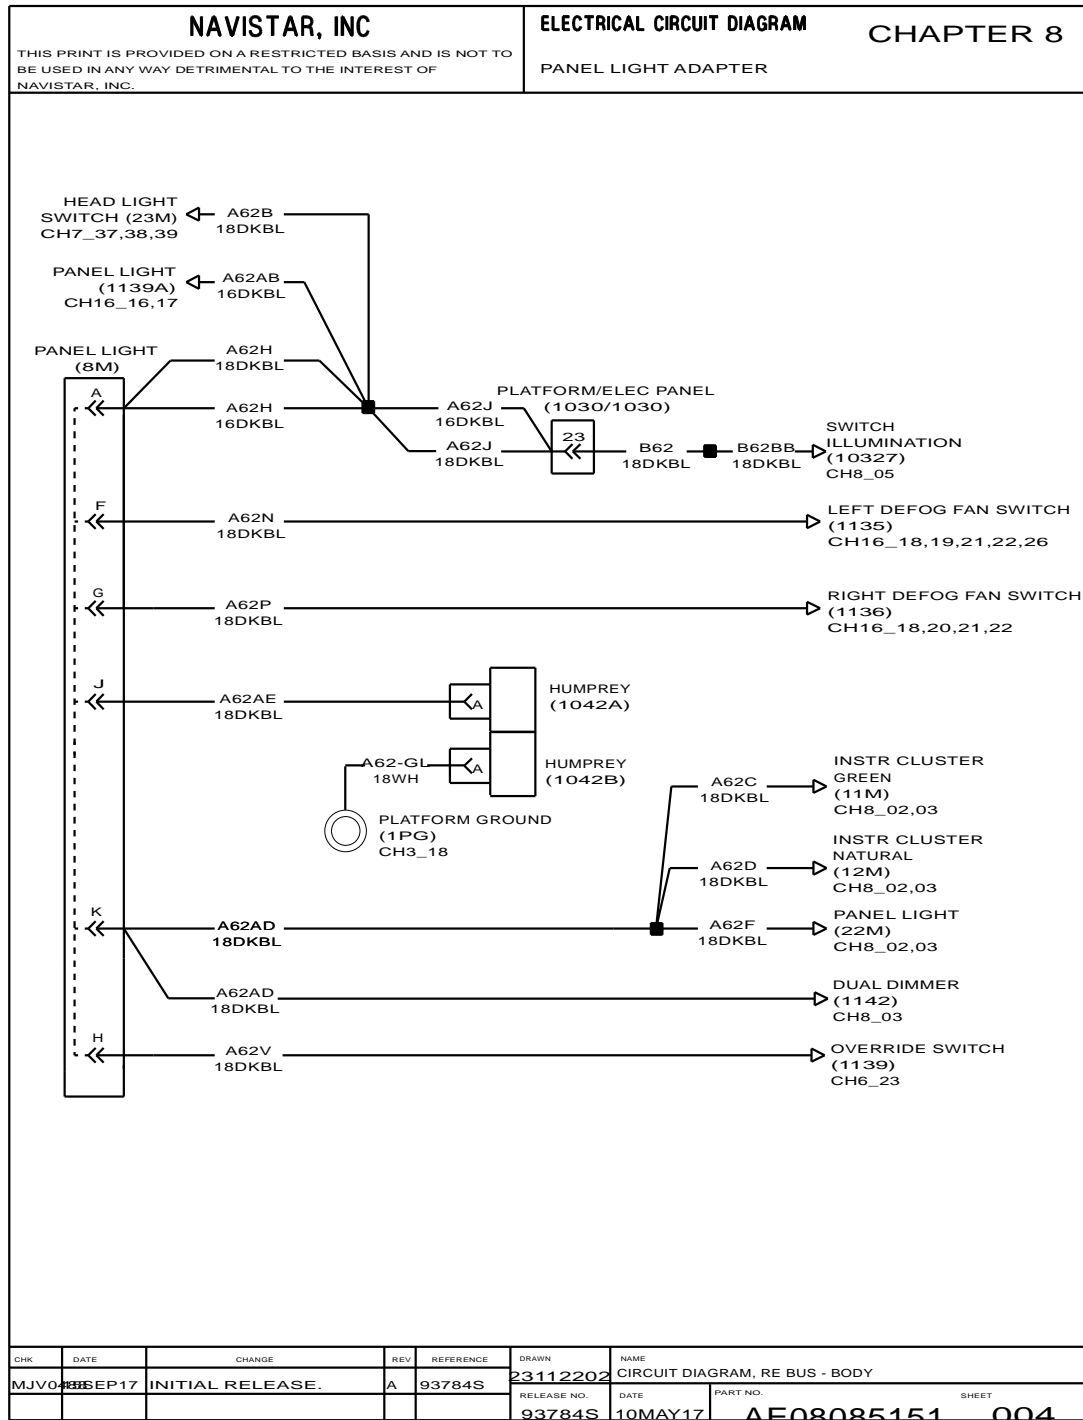 NAVISTAR, INC
THIS PRINT IS PROVIDED ON A RESTRICTED BASIS AND IS NOT TO
BE USED IN ANY WAY DETRIMENTAL TO THE INTEREST OF
NAVISTAR, INC.
ELECTRICAL CIRCUIT DIAGRAM
CHAPTER 8
PANEL LIGHT ADAPTER
HEAD LIGHT
SWITCH (23M)
CH7_37,38,39
A62B
18DKBL
PANEL LIGHT
(1139A)
CH16_16,17
A62AB
16DKBL
PANEL LIGHT
(8M)
A62H
18DKBL
A
A62H
16DKBL
A62J
16DKBL
A62J
18DKBL
PLATFORM/ELEC PANEL
(1030/1030)
23
B62
18DKBL
B62BB
18DKBL
SWITCH
ILLUMINATION
(10327)
CH8_05
F
A62N
18DKBL
LEFT DEFOG FAN SWITCH
(1135)
CH16_18,19,21,22,26
G
A62P
18DKBL
RIGHT DEFOG FAN SWITCH
(1136)
CH16_18,20,21,22
J
A62AE
18DKBL
A
HUMPREY
(1042A)
A62-GL
18WH
A
HUMPREY
(1042B)
PLATFORM GROUND
(1PG)
CH3_18
A62C
18DKBL
INSTR CLUSTER
GREEN
(11M)
CH8_02,03
A62D
18DKBL
INSTR CLUSTER
NATURAL
(12M)
CH8_02,03
K
A62AD
18DKBL
A62F
18DKBL
PANEL LIGHT
(22M)
CH8_02,03
A62AD
18DKBL
DUAL DIMMER
(1142)
CH8_03
H
A62V
18DKBL
OVERRIDE SWITCH
(1139)
CH6_23
CHK DATE CHANGE REV REFERENCE
INITIAL RELEASE. A 93784S
DRAWN
23112202
NAME
CIRCUIT DIAGRAM, RE BUS - BODY
RELEASE NO.
93784S
DATE
10MAY17
PART NO.
AE08085151
SHEET
004